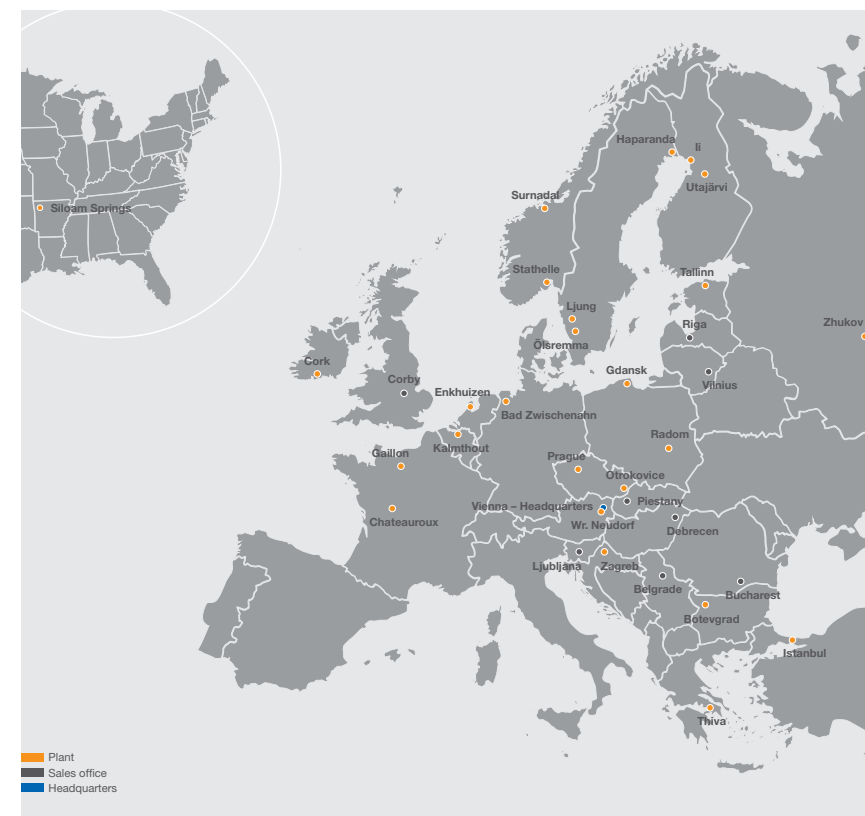 Haparanda
Ii
Utajärvi
Siloam Springs
Surnadal
Stathelle
Tallinn
Ljung
Zhukov
Riga
Ölsremma
Cork
Gdansk
Corby
Vilnius
Enkhuizen
Bad Zwischenahn
Radom
Kalmthout
Gaillon
Prague
Otrokovice
Piestany
Vienna – Headquarters
Chateauroux
Wr. Neudorf
Debrecen
Ljubljana
Zagreb
Belgrade
Bucharest
Botevgrad
Istanbul
Thiva
Plant
Sales office
Headquarters